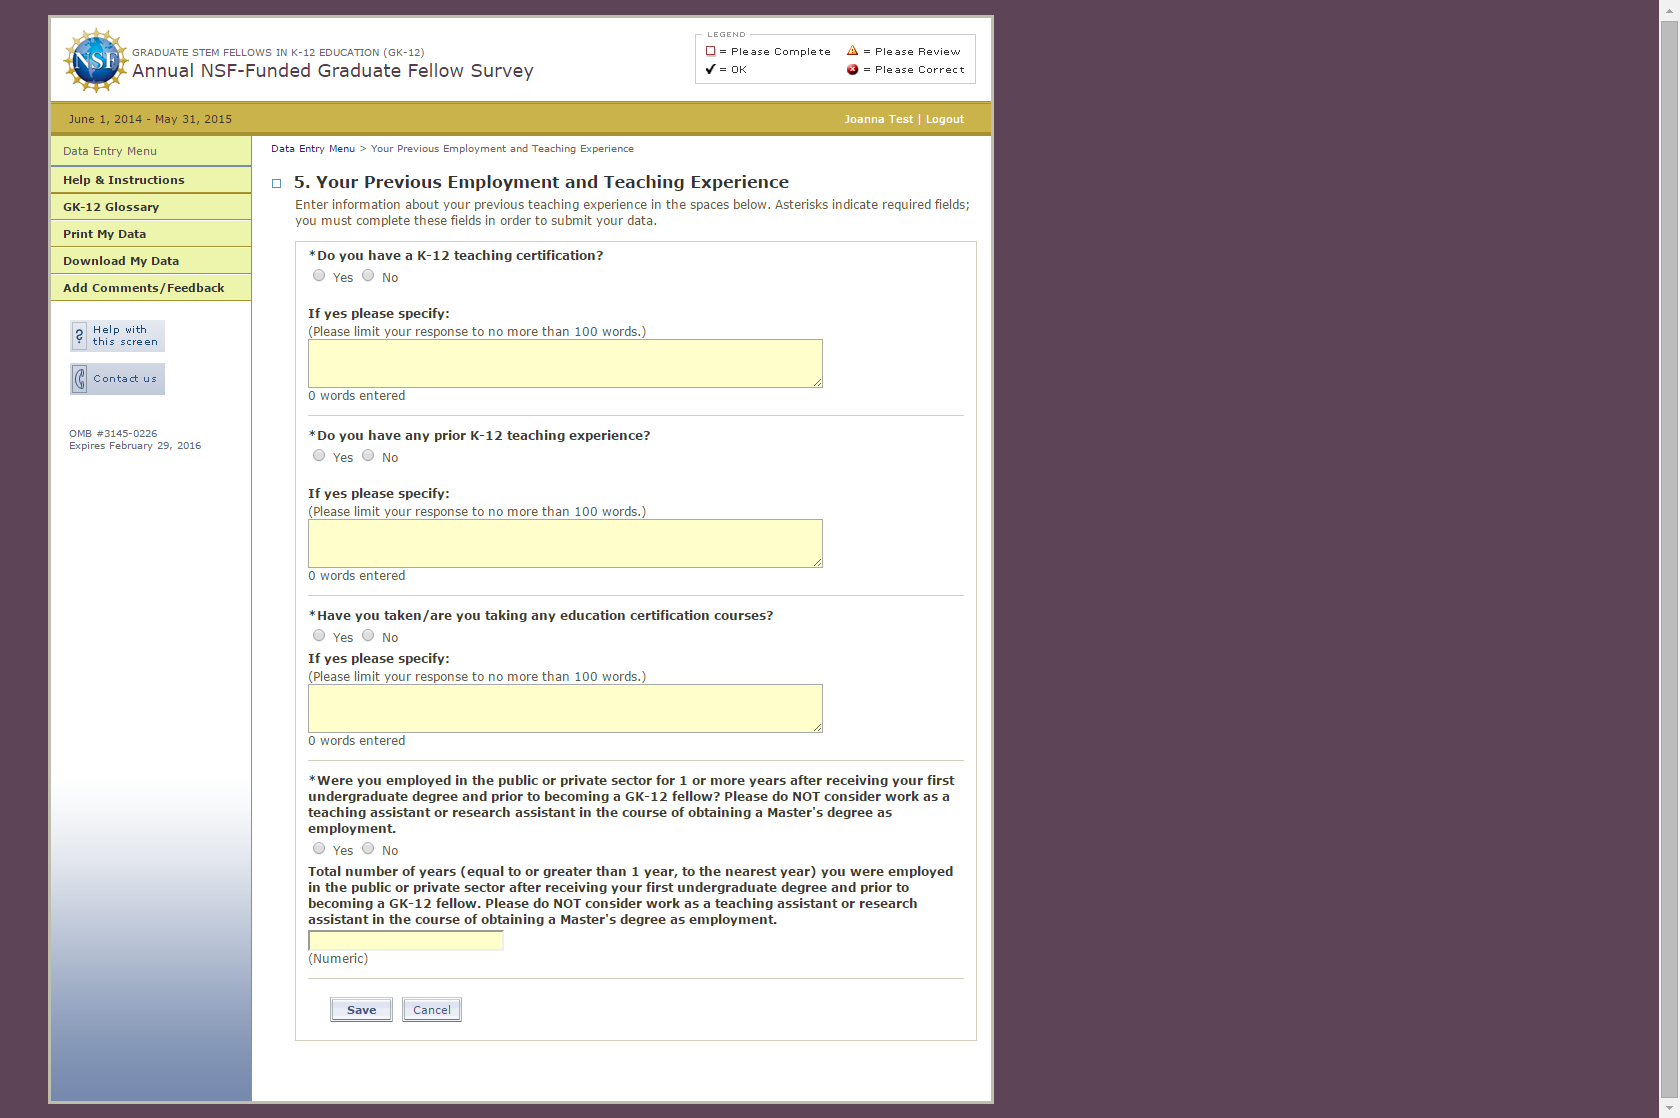 NSF
GRADUATE STEM FELLOWS IN K-12 EDUCATION (GK-12)
Annual NSF-Funded Graduate Fellow Survey
LEGEND
= Please Complete
= Please Review
= OK
= Please Correct
June 1, 2014 - May 31, 2015
Joanna Test | Logout
Data Entry Menu
Help & Instructions
GK-12 Glossary
Print My Data
Download My Data
Add Comments/Feedback
? Help with
this screen
Contact us
OMB #3145-0226
Expires February 29, 2016
Data Entry Menu > Your Previous Employment and Teaching Experience
5. Your Previous Employment and Teaching Experience
Enter information about your previous teaching experience in the spaces below. Asterisks indicate required fields;
you must complete these fields in order to submit your data.
*Do you have a K-12 teaching certification?
Yes No
If yes please specify:
(Please limit your response to no more than 100 words.)
0 words entered
*Do you have any prior K-12 teaching experience?
Yes No
If yes please specify:
(Please limit your response to no more than 100 words.)
0 words entered
*Have you taken/are you taking any education certification courses?
Yes No
If yes please specify:
(Please limit your response to no more than 100 words.)
0 words entered
*Were you employed in the public or private sector for 1 or more years after receiving your first
undergraduate degree and prior to becoming a GK-12 fellow? Please do NOT consider work as a
teaching assistant or research assistant in the course of obtaining a Master's degree as
employment.
Yes No
Total number of years (equal to or greater than 1 year, to the nearest year) you were employed
in the public or private sector after receiving your first undergraduate degree and prior to
becoming a GK-12 fellow. Please do NOT consider work as a teaching assistant or research
assistant in the course of obtaining a Master's degree as employment.
(Numeric)
Save Cancel